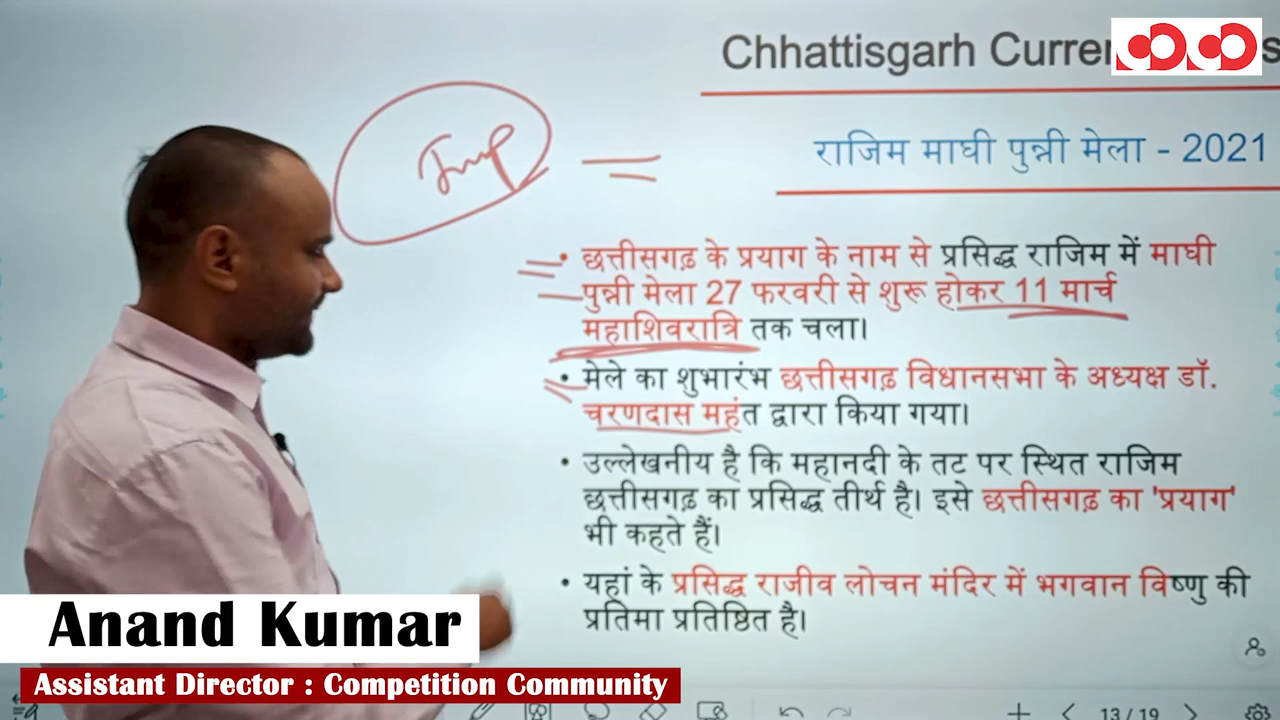 Chhattisgarh Curren
राजिम माघी पुन्नी मेला - 2021
Imp
• छत्तीसगढ़ के प्रयाग के नाम से प्रसिद्ध राजिम में माघी
पुन्नी मेला 27 फरवरी से शुरू होकर 11 मार्च
महाशिवरात्रि तक चला।
• मेले का शुभारंभ छत्तीसगढ़ विधानसभा के अध्यक्ष डॉ.
चरणदास महंत द्वारा किया गया।
• उल्लेखनीय है कि महानदी के तट पर स्थित राजिम
छत्तीसगढ़ का प्रसिद्ध तीर्थ है। इसे छत्तीसगढ़ का 'प्रयाग'
भी कहते हैं।
• यहां के प्रसिद्ध राजीव लोचन मंदिर में भगवान विष्णु की
प्रतिमा प्रतिष्ठित है।
Anand Kumar
Assistant Director : Competition Community
13 / 19